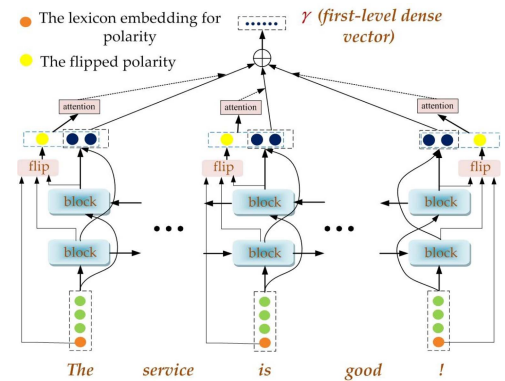 The lexicon embedding for
polarity
The flipped polarity
γ (first-level dense
vector)
attention
attention
attention
flip
flip
flip
block
block
block
block
block
block
The service is good !